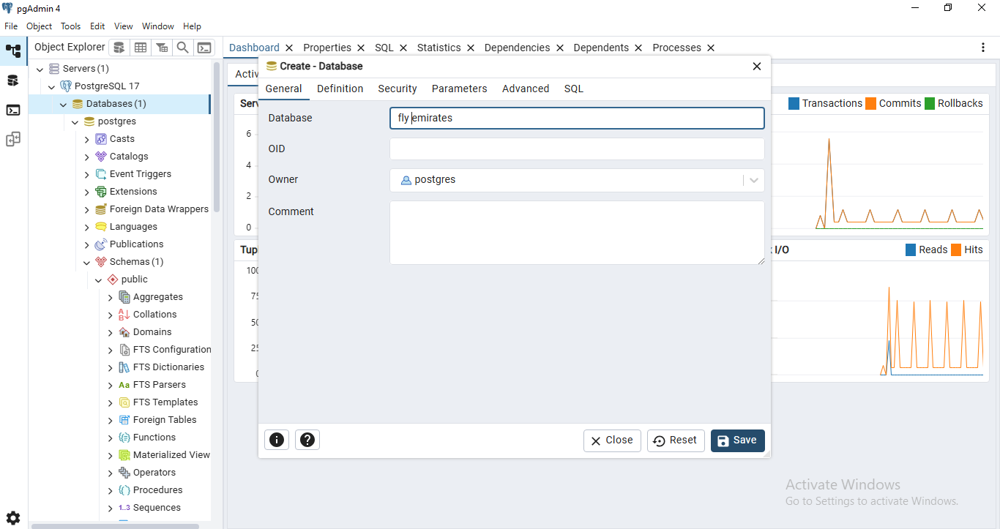 pgAdmin 4
File Object Tools Edit View Window Help
Object Explorer
Dashboard Properties SQL Statistics Dependencies Dependents Processes
Servers (1)
PostgreSQL 17
Databases (1)
postgres
Casts
Catalogs
Event Triggers
Extensions
Foreign Data Wrappers
Languages
Publications
Schemas (1)
public
Aggregates
Collations
Domains
FTS Configuration
FTS Dictionaries
Aa FTS Parsers
FTS Templates
Foreign Tables
Functions
Materialized View
Operators
Procedures
1..3 Sequences
Activ
Serv
6
4
2
0
Tupl
100
75
50
25
0
Create - Database
General Definition Security Parameters Advanced SQL
Database
fly emirates
OID
Owner
postgres
Comment
Close Reset Save
Transactions Commits Rollbacks
I/O
Reads Hits
Activate Windows
Go to Settings to activate Windows.